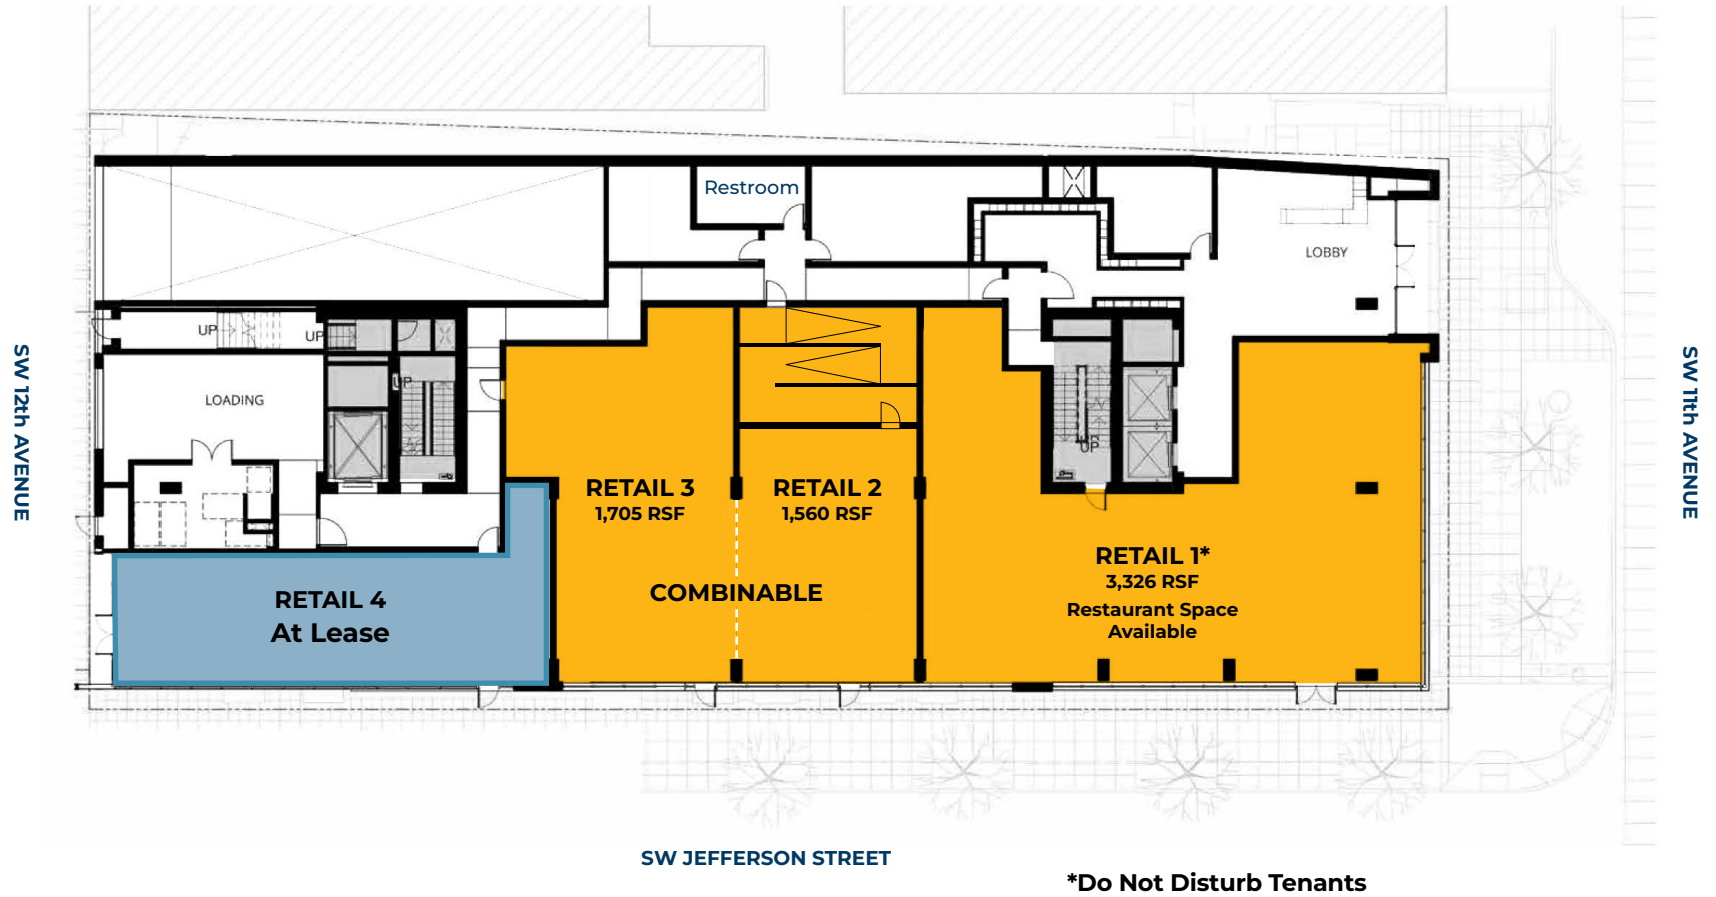 Restroom
LOBBY
UP
UP
UP
LOADING
UP
SW 12th AVENUE
SW 11th AVENUE
RETAIL 3
1,705 RSF
RETAIL 2
1,560 RSF
COMBINABLE
RETAIL 1*
3,326 RSF
Restaurant Space
Available
RETAIL 4
At Lease
SW JEFFERSON STREET
*Do Not Disturb Tenants